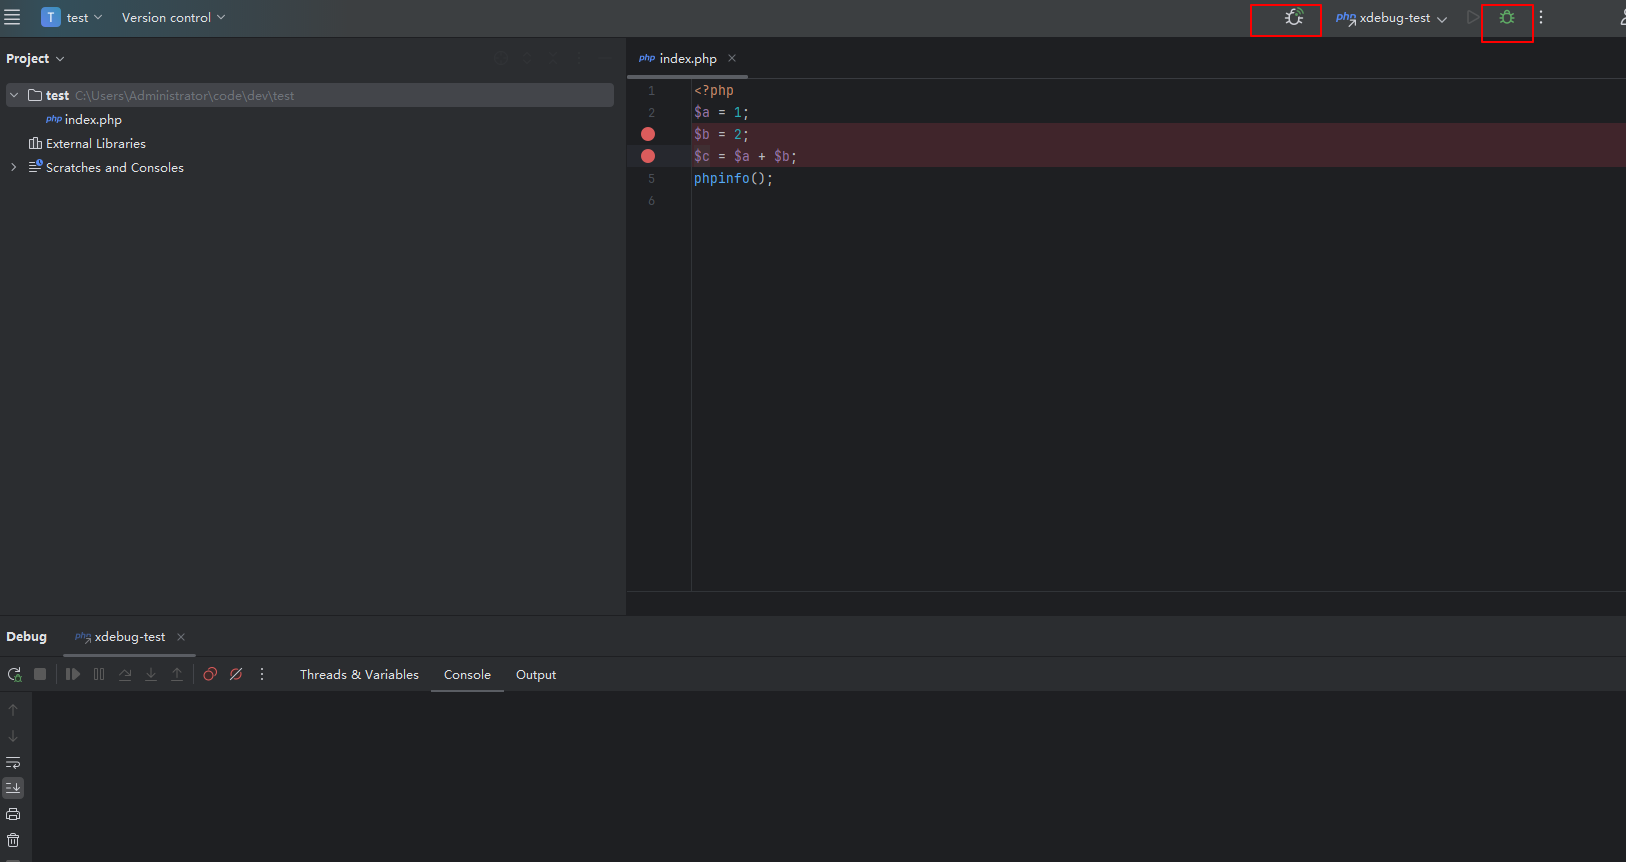 T test Version control php xdebug-test
Project
php index.php
test C:\Users\Administrator\code\dev\test
php index.php
External Libraries
Scratches and Consoles
1 <?php
2 $a = 1;
$b = 2;
$c = $a + $b;
5 phpinfo();
6
Debug php xdebug-test
Threads & Variables Console Output